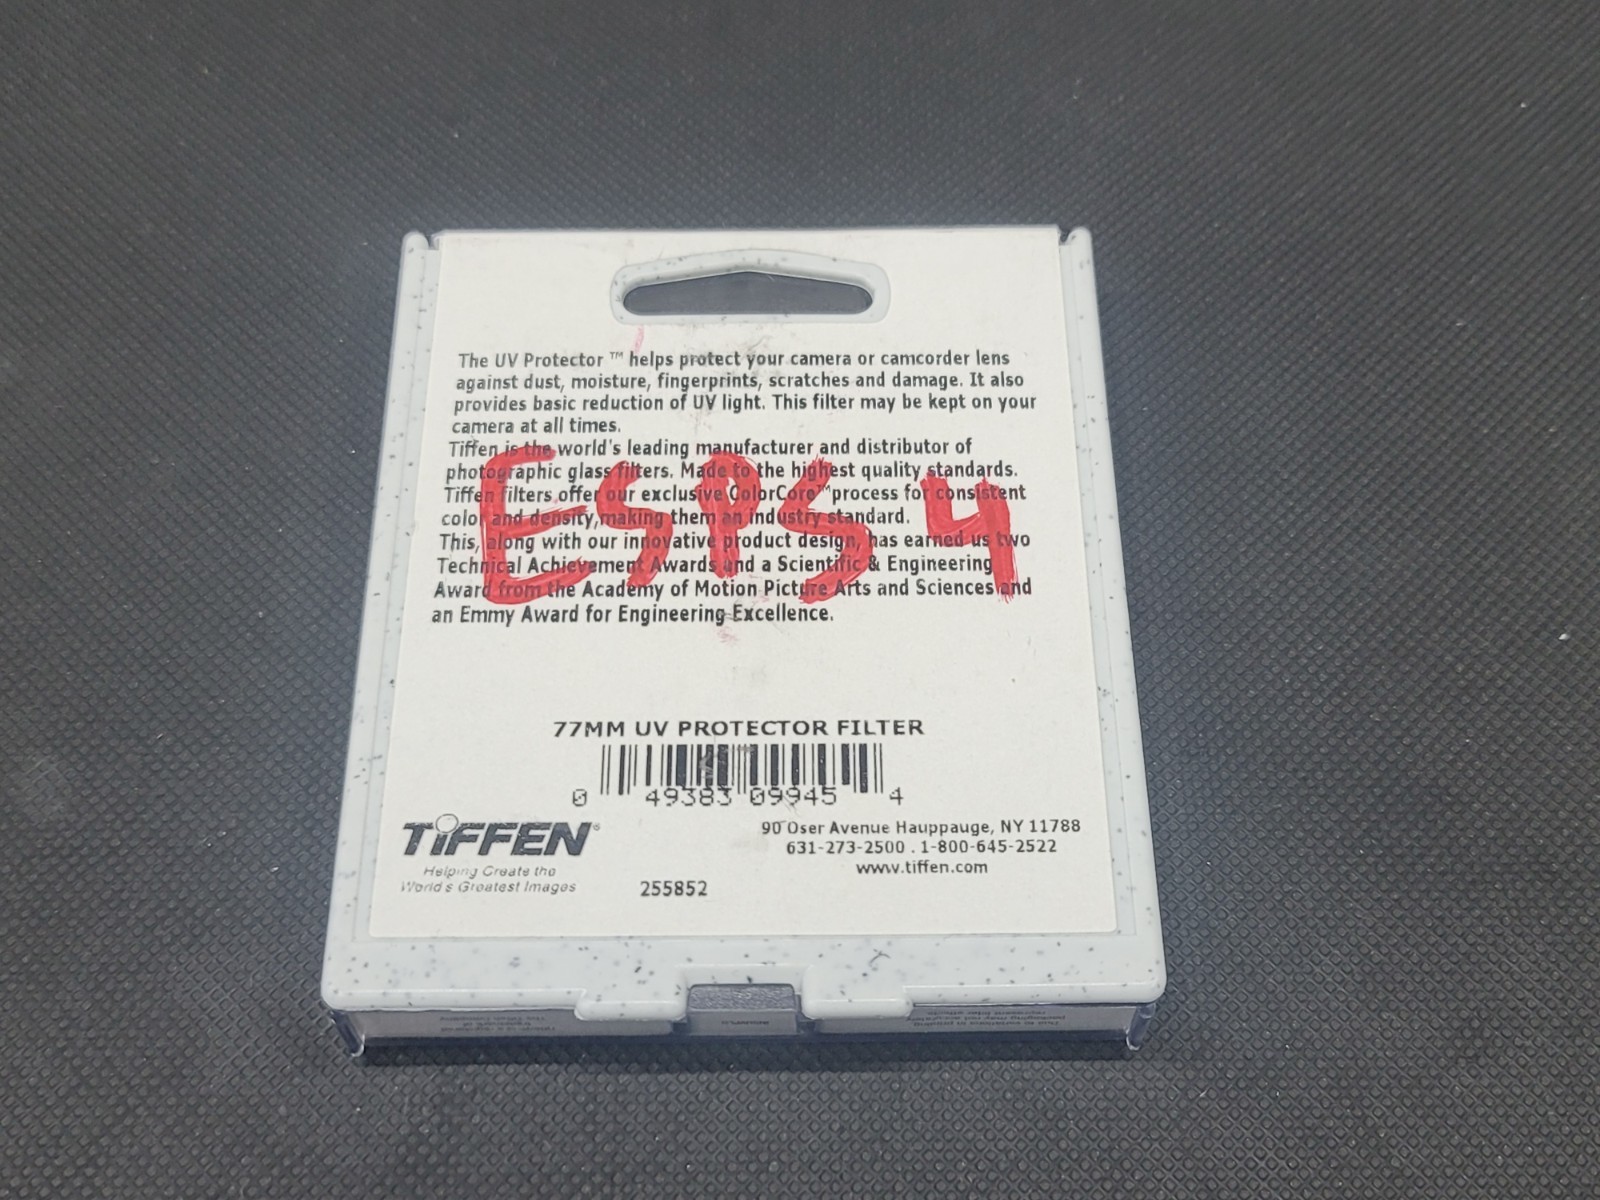 The UV Protector ™ helps protect your camera or camcorder lens
against dust, moisture, fingerprints, scratches and damage. It also
provides basic reduction of UV light. This filter may be kept on your
camera at all times.
Tiffen is the world's leading manufacturer and distributor of
photographic glass filters. Made to the highest quality standards.
Tiffen filters offer our exclusive ColorCore™ process for consistent
color and density, making them an industry standard.
This, along with our innovative product design, has earned us two
Technical Achievement Awards and a Scientific & Engineering
Award from the Academy of Motion Picture Arts and Sciences and
an Emmy Award for Engineering Excellence.
ESPS4
77MM UV PROTECTOR FILTER
0 49383 09945 4
TIFFEN®
Helping Create the
World's Greatest Images
255852
90 Oser Avenue Hauppauge, NY 11788
631-273-2500 . 1-800-645-2522
www.tiffen.com